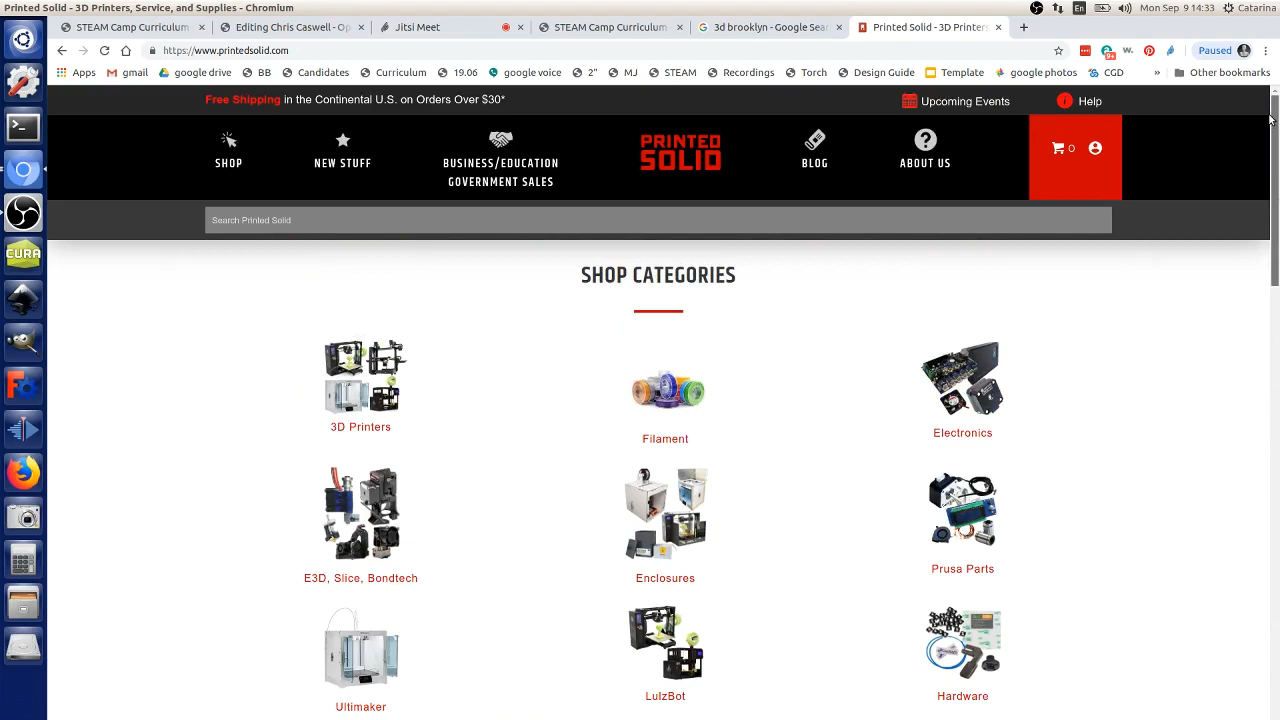 Printed Solid - 3D Printers, Service, and Supplies - Chromium
En
Mon Sep 9 14:33
Catarina
STEAM Camp Curriculum
Editing Chris Caswell - O
Jitsi Meet
STEAM Camp Curriculum
3d brooklyn - Google Sear
Printed Solid - 3D Printers
https://www.printedsolid.com
9+
W.
Paused
Apps
gmail
google drive
BB
Candidates
Curriculum
19.06
google voice
2"
MJ
STEAM
Recordings
Torch
Design Guide
Template
google photos
CGD
»
Other bookmarks
Free Shipping in the Continental U.S. on Orders Over $30*
Upcoming Events
Help
SHOP
NEW STUFF
BUSINESS/EDUCATION
GOVERNMENT SALES
PRINTED
SOLID
BLOG
ABOUT US
0
Search Printed Solid
SHOP CATEGORIES
3D Printers
Filament
Electronics
E3D, Slice, Bondtech
Enclosures
Prusa Parts
Ultimaker
LulzBot
Hardware
CURA